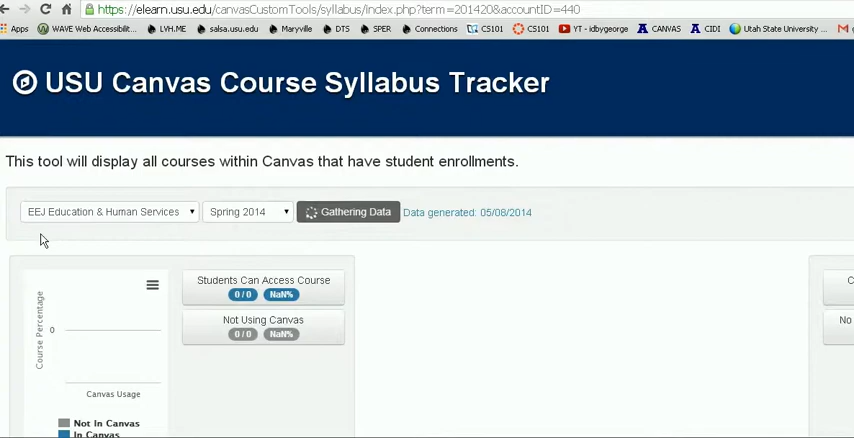 https://elearn.usu.edu/canvasCustomTools/syllabus/index.php?term=201420&accountID=440
Apps WAVE Web Accessibilit... LVH.ME salsa.usu.edu Maryville DTS SPER Connections CS101 CS101 YT - idbygeorge CANVAS CIDI Utah State University ...
USU Canvas Course Syllabus Tracker
This tool will display all courses within Canvas that have student enrollments.
EEJ Education & Human Services Spring 2014 Gathering Data Data generated: 05/08/2014
Students Can Access Course
0 / 0 NaN%
Not Using Canvas
0 / 0 NaN%
Course Percentage
0
Canvas Usage
Not In Canvas
In Canvas
C
No